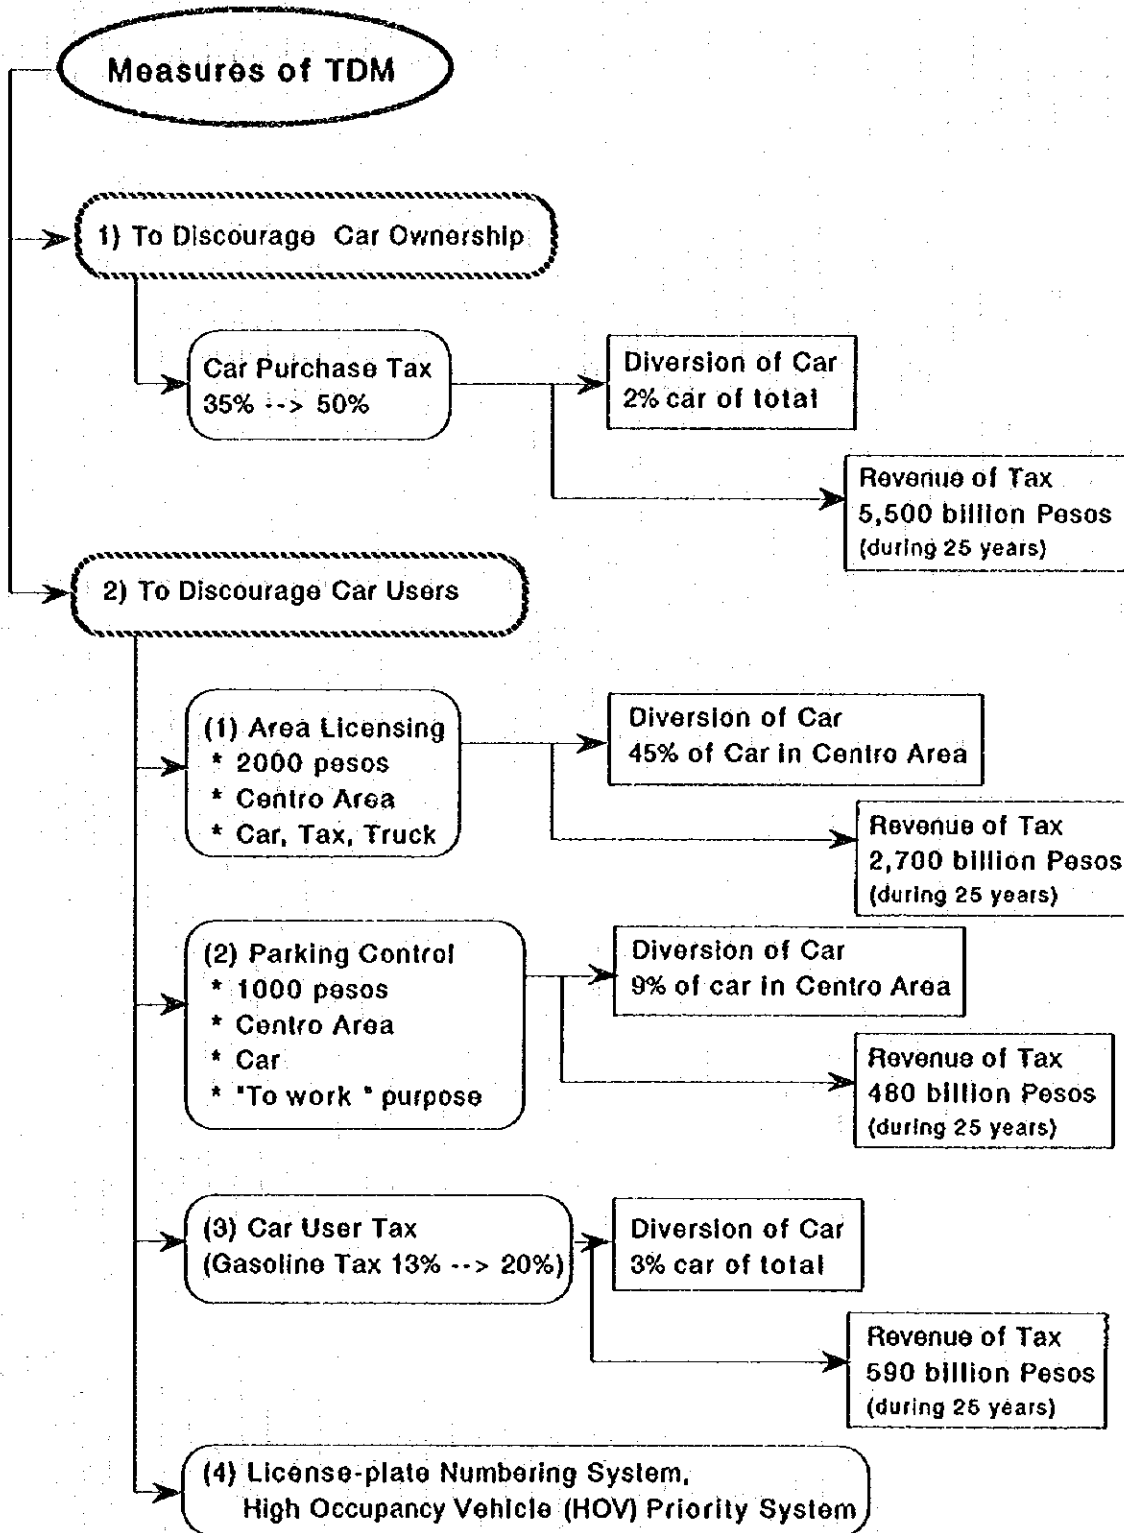 Measures of TDM
1) To Discourage Car Ownership
Car Purchase Tax
35% --> 50%
Diversion of Car
2% car of total
Revenue of Tax
5,500 billion Pesos
(during 25 years)
2) To Discourage Car Users
(1) Area Licensing
* 2000 pesos
* Centro Area
* Car, Tax, Truck
Diversion of Car
45% of Car in Centro Area
Revenue of Tax
2,700 billion Pesos
(during 25 years)
(2) Parking Control
* 1000 pesos
* Centro Area
* Car
* "To work " purpose
Diversion of Car
9% of car in Centro Area
Revenue of Tax
480 billion Pesos
(during 25 years)
(3) Car User Tax
(Gasoline Tax 13% --> 20%)
Diversion of Car
3% car of total
Revenue of Tax
590 billion Pesos
(during 25 years)
(4) License-plate Numbering System,
High Occupancy Vehicle (HOV) Priority System